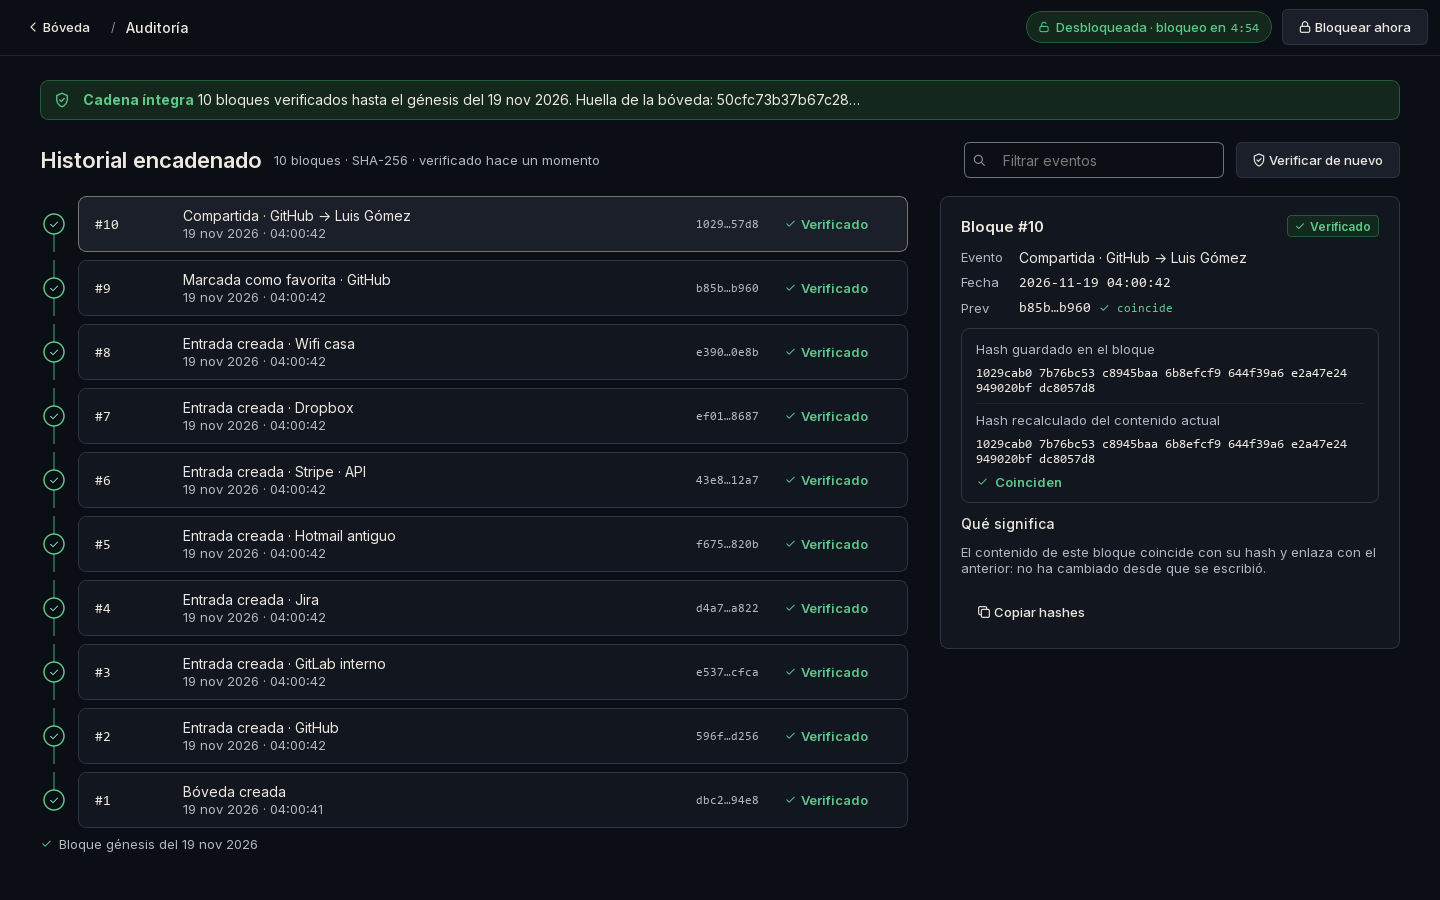 Bóveda / Auditoría
Desbloqueada · bloqueo en 4:54
Bloquear ahora
Cadena íntegra 10 bloques verificados hasta el génesis del 19 nov 2026. Huella de la bóveda: 50cfc73b37b67c28…
Historial encadenado
10 bloques · SHA-256 · verificado hace un momento
Filtrar eventos
Verificar de nuevo
#10
Compartida · GitHub → Luis Gómez
19 nov 2026 · 04:00:42
1029…57d8
Verificado
#9
Marcada como favorita · GitHub
19 nov 2026 · 04:00:42
b85b…b960
Verificado
#8
Entrada creada · Wifi casa
19 nov 2026 · 04:00:42
e390…0e8b
Verificado
#7
Entrada creada · Dropbox
19 nov 2026 · 04:00:42
ef01…8687
Verificado
#6
Entrada creada · Stripe · API
19 nov 2026 · 04:00:42
43e8…12a7
Verificado
#5
Entrada creada · Hotmail antiguo
19 nov 2026 · 04:00:42
f675…820b
Verificado
#4
Entrada creada · Jira
19 nov 2026 · 04:00:42
d4a7…a822
Verificado
#3
Entrada creada · GitLab interno
19 nov 2026 · 04:00:42
e537…cfca
Verificado
#2
Entrada creada · GitHub
19 nov 2026 · 04:00:42
596f…d256
Verificado
#1
Bóveda creada
19 nov 2026 · 04:00:41
dbc2…94e8
Verificado
Bloque génesis del 19 nov 2026
Bloque #10
Verificado
Evento Compartida · GitHub → Luis Gómez
Fecha 2026-11-19 04:00:42
Prev b85b…b960 coincide
Hash guardado en el bloque
1029cab0 7b76bc53 c8945baa 6b8efcf9 644f39a6 e2a47e24
949020bf dc8057d8
Hash recalculado del contenido actual
1029cab0 7b76bc53 c8945baa 6b8efcf9 644f39a6 e2a47e24
949020bf dc8057d8
Coinciden
Qué significa
El contenido de este bloque coincide con su hash y enlaza con el
anterior: no ha cambiado desde que se escribió.
Copiar hashes